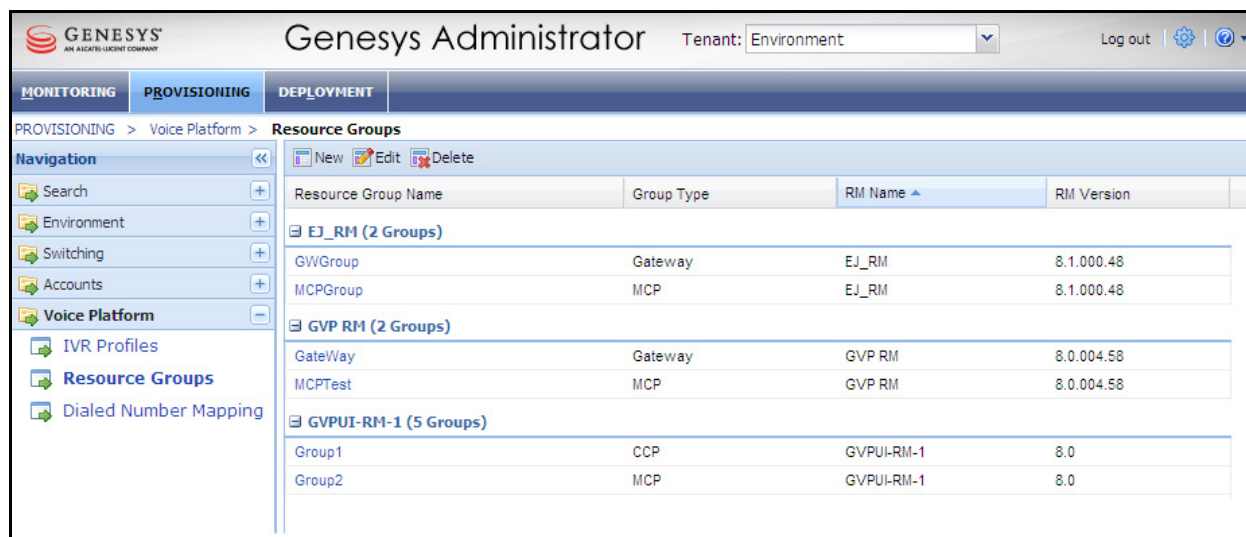 GENESYS
AN ALCATEL-LUCENT COMPANY
Genesys Administrator
Tenant: Environment
Log out
MONITORING PROVISIONING DEPLOYMENT
PROVISIONING > Voice Platform > Resource Groups
Navigation
New Edit Delete
Search
Environment
Switching
Accounts
Voice Platform
IVR Profiles
Resource Groups
Dialed Number Mapping
Resource Group Name Group Type RM Name RM Version
EJ_RM (2 Groups)
GWGroup Gateway EJ_RM 8.1.000.48
MCPGroup MCP EJ_RM 8.1.000.48
GVP RM (2 Groups)
GateWay Gateway GVP RM 8.0.004.58
MCPTest MCP GVP RM 8.0.004.58
GVPUI-RM-1 (5 Groups)
Group1 CCP GVPUI-RM-1 8.0
Group2 MCP GVPUI-RM-1 8.0